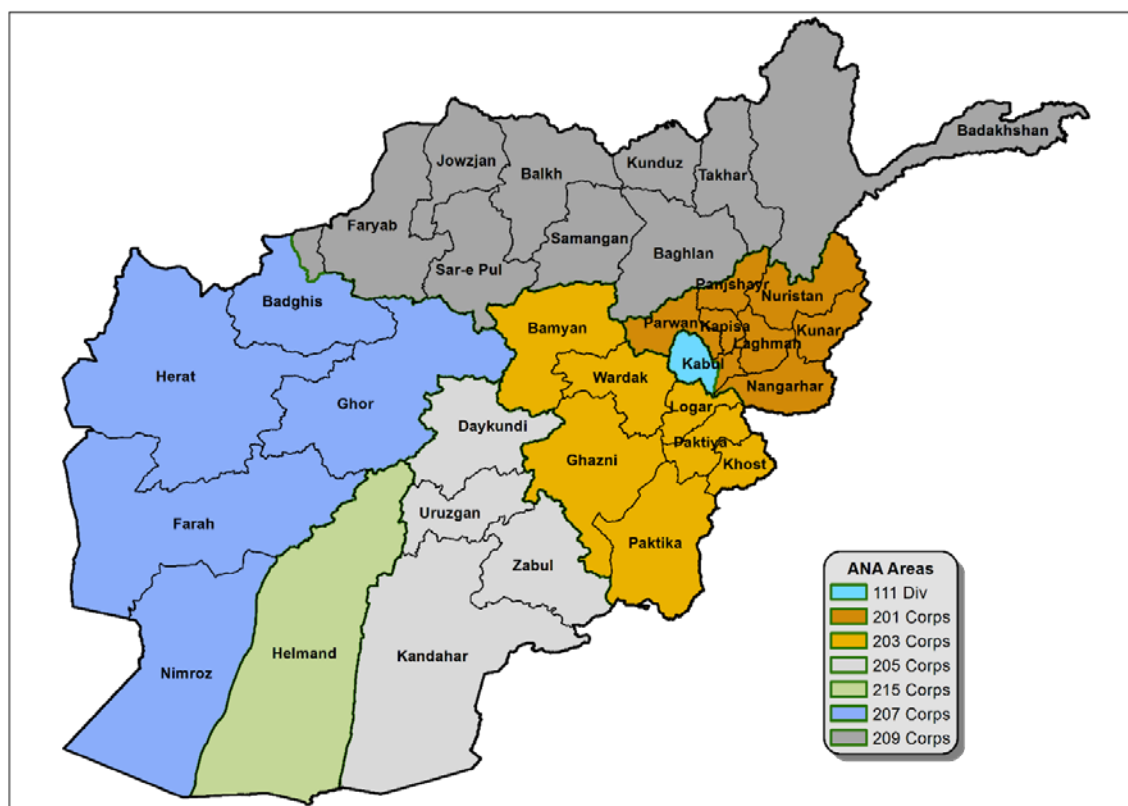 Badakhshan
Jowzjan
Balkh
Kunduz
Takhar
Faryab
Samangan
Baghlan
Sar-e Pul
Panjshayr
Nuristan
Badghis
Bamyan
Parwan
Kapisa
Kunar
Laghmah
Herat
Wardak
Kabul
Nangarhar
Ghor
Logar
Daykundi
Paktiya
Ghazni
Khost
Uruzgan
Farah
Paktika
Zabul
Helmand
Kandahar
Nimroz
ANA Areas
111 Div
201 Corps
203 Corps
205 Corps
215 Corps
207 Corps
209 Corps